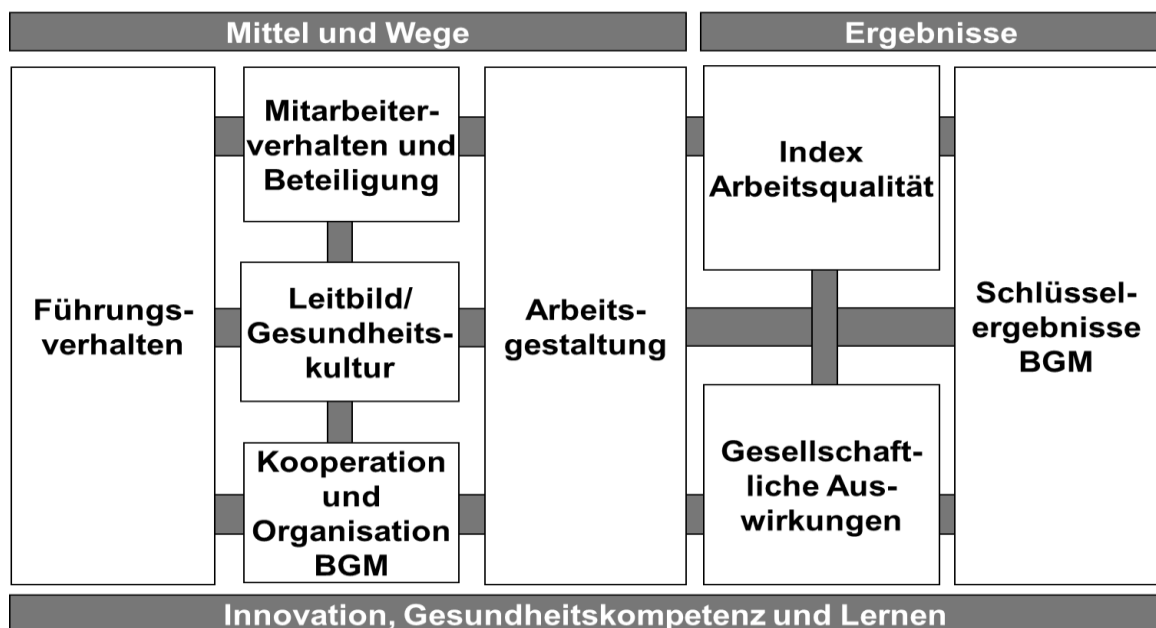 Mittel und Wege
Ergebnisse
Führungs-
verhalten
Mitarbeiter-
verhalten und
Beteiligung
Leitbild/
Gesundheits-
kultur
Kooperation
und
Organisation
BGM
Arbeits-
gestaltung
Index
Arbeitsqualität
Gesellschaft-
liche Aus-
wirkungen
Schlüssel-
ergebnisse
BGM
Innovation, Gesundheitskompetenz und Lernen